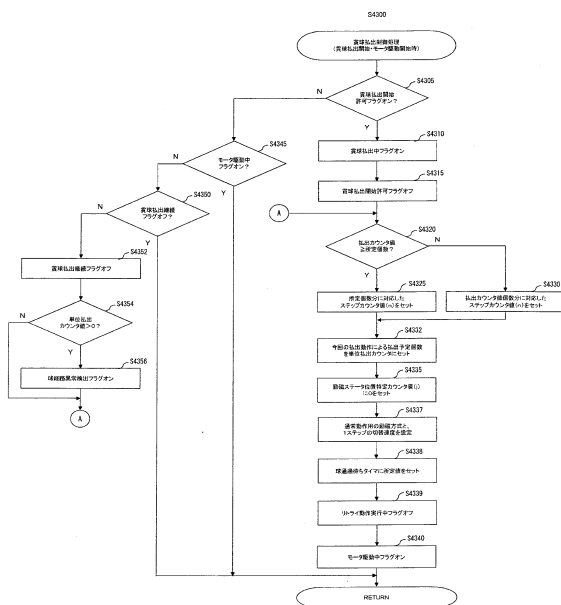 S4300
賞球払出制御処理
(賞球払出開始・モータ駆動開始時)
S4305
賞球払出開始
許可フラグオン?
N
Y
S4310
賞球払出中フラグオン
S4315
賞球払出開始許可フラグオフ
A
S4320
払出カウンタ値
≧所定個数?
N
Y
S4325
所定個数分に対応した
ステップカウンタ値(n)をセット
S4330
払出カウンタ値個数分に対応した
ステップカウンタ値(n)をセット
S4332
今回の払出動作による払出予定個数
を単位払出カウンタにセット
S4335
励磁ステータ位置特定カウンタ値(j)
に0をセット
S4337
通常動作用の励磁方式と、
1ステップの切替速度を設定
S4338
球通過待ちタイマに所定値をセット
S4339
リトライ動作実行中フラグオフ
S4340
モータ駆動中フラグオン
RETURN
S4345
モータ駆動中
フラグオン?
N
Y
S4350
賞球払出継続
フラグオフ?
N
Y
S4352
賞球払出継続フラグオフ
S4354
単位払出
カウンタ値>0?
N
Y
S4356
球経路異常検出フラグオン
A